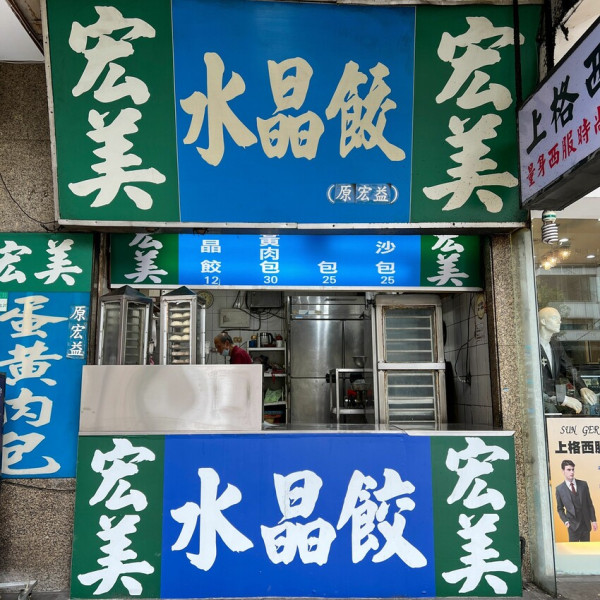 宏美 水晶餃 宏美
(原宏益)
宏美 宏美
晶餃 12
黃肉包 30
包 25
沙包 25
宏美
原宏益
蛋黃肉包
宏美 水晶餃 宏美
上格西
量身西服時尚
SUN GER
上格西服